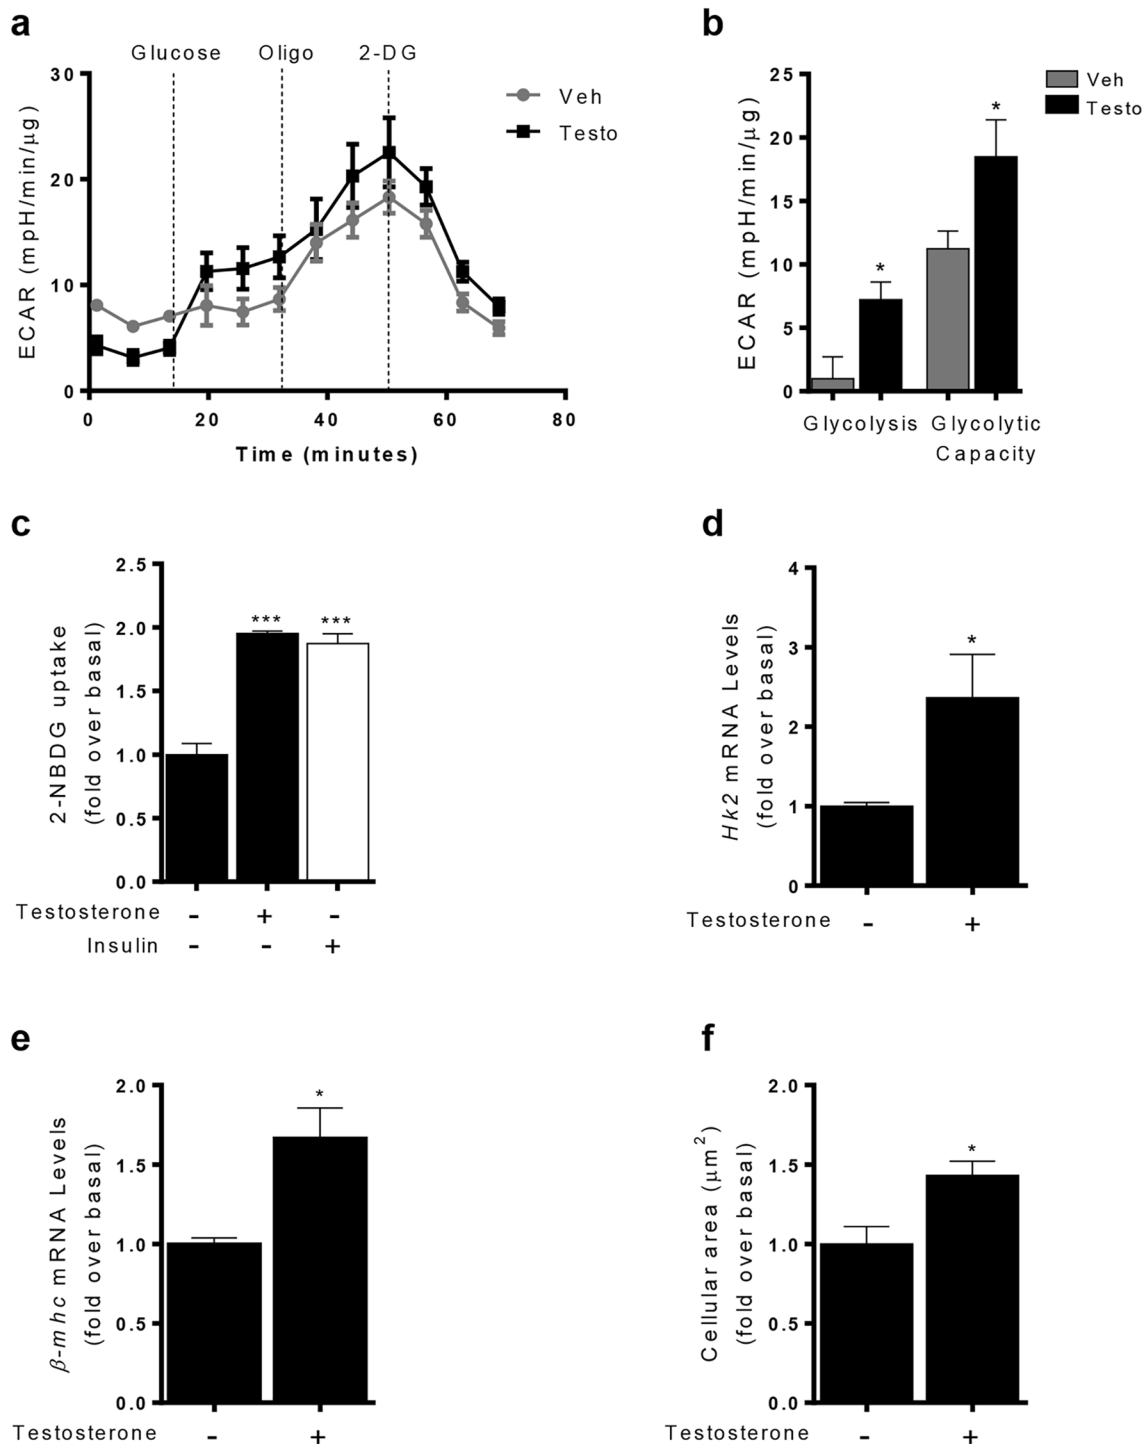 a
Glucose Oligo 2-DG
ECAR (mpH/min/µg)
30
20
10
0
0 20 40 60 80
Time (minutes)
Veh
Testo
b
ECAR (mpH/min/µg)
25
20
15
10
5
0
* *
Glycolysis Glycolytic
Capacity
Veh
Testo
c
2-NBDG uptake
(fold over basal)
2.5
2.0
1.5
1.0
0.5
0.0
*** ***
Testosterone - + -
Insulin - - +
d
Hk2 mRNA Levels
(fold over basal)
4
3
2
1
0
*
Testosterone - +
e
β-mhc mRNA Levels
(fold over basal)
2.0
1.5
1.0
0.5
0.0
*
Testosterone - +
f
Cellular area (µm²)
(fold over basal)
2.0
1.5
1.0
0.5
0.0
*
Testosterone - +